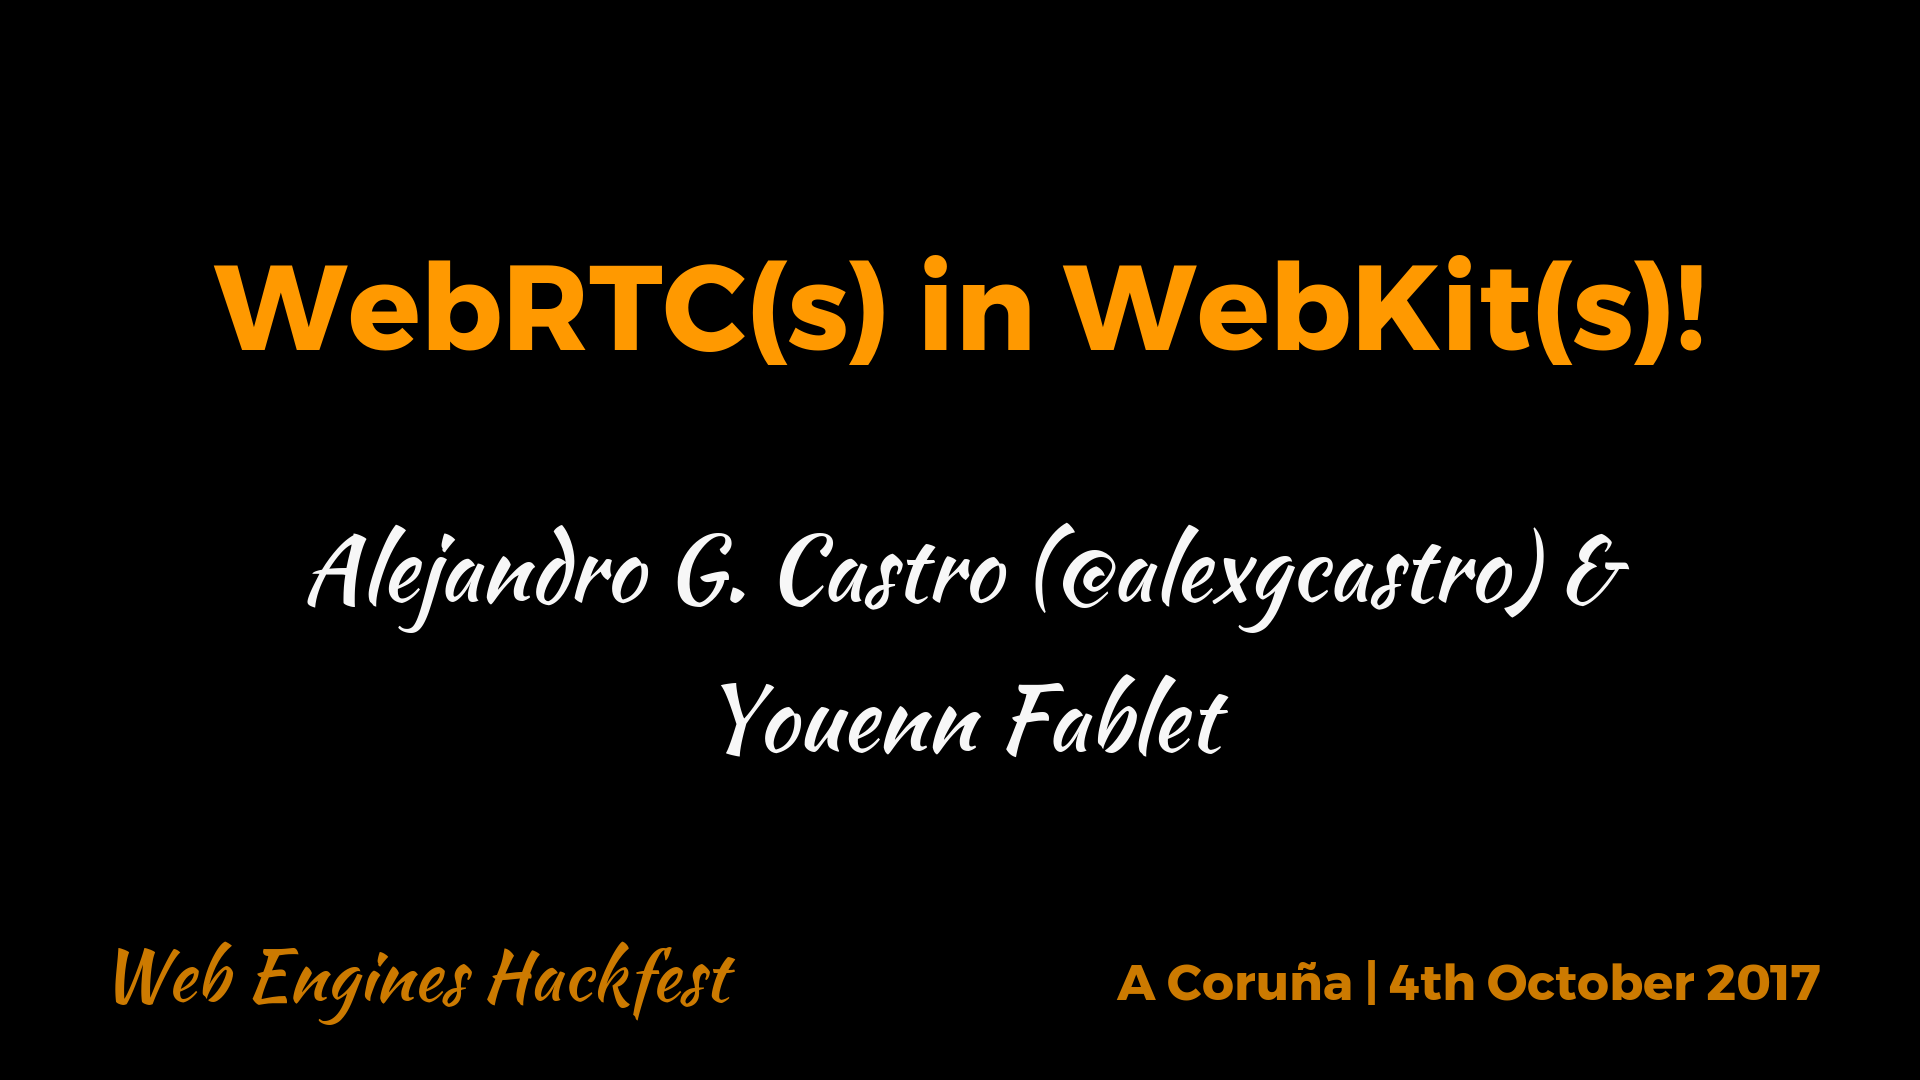 WebRTC(s) in WebKit(s)!
Alejandro G. Castro (@alexgcastro) &
Youenn Fablet
Web Engines Hackfest
A Coruña | 4th October 2017